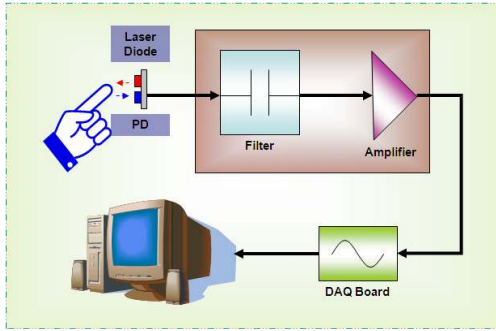 Laser
Diode
PD
Filter
Amplifier
DAQ Board